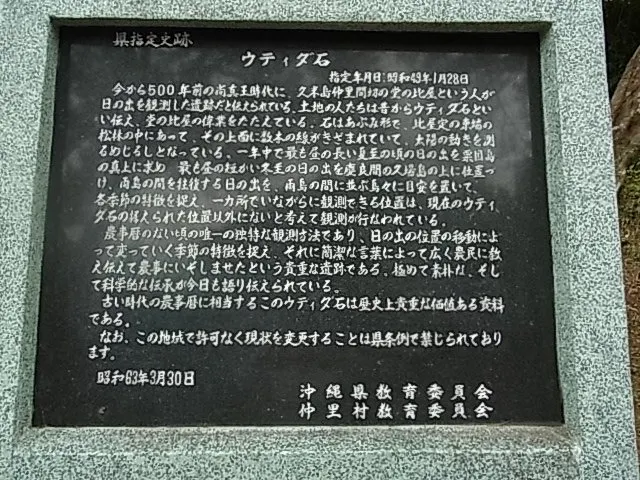 県指定史跡
ウティダ石
指定年月日:昭和49年1月28日
今から500年前の尚真王時代に、久米島仲里間切の堂の比屋という人が
日の出を観測した遺跡だと伝えられている。土地の人たちは昔からウティダ石とい
い伝え、堂の比屋の偉業をたたえている。石はあぶみ形で、比屋定の東端の
松林の中にあって、その上面に数本の線がきざまれていて、太陽の動きを測
るめじるしとなっている。一年中で最も昼の長い夏至の頃の日の出を粟国島
の真上に求め、最も昼の短かい冬至の日の出を慶良間の久場島の上に位置づ
け、両島の間を往復する日の出を、両島の間に並ぶ島々に目安を置いて、
各季節の特徴を捉え、一カ所でいながらに観測できる位置は、現在のウティダ
石の据えられた位置以外にないと考えて観測が行なわれている。
農事暦のない頃の唯一の独特な観測方法であり、日の出の位置の移動によ
って変っていく季節の特徴を捉え、それに簡潔な言葉によって広く農民に教
え伝えて農事にいそしませたという貴重な遺跡である。極めて素朴な、そし
て科学的な伝承が今日も語り伝えられている。
古い時代の農事暦に相当するこのウティダ石は歴史上貴重な価値ある資料
である。
なお、この地域で許可なく現状を変更することは県条例で禁じられており
ます。
昭和63年3月30日
沖縄県教育委員会
仲里村教育委員会